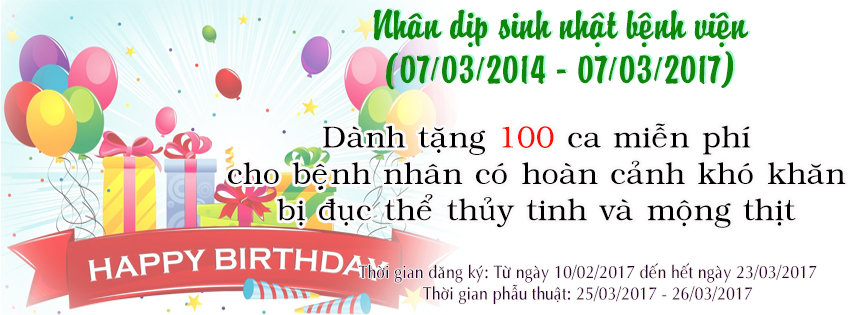 Nhân dịp sinh nhật bệnh viện
(07/03/2014 - 07/03/2017)
Dành tặng 100 ca miễn phí
cho bệnh nhân có hoàn cảnh khó khăn
bị đục thể thủy tinh và mộng thịt
HAPPY BIRTHDAY
Thời gian đăng ký: Từ ngày 10/02/2017 đến hết ngày 23/03/2017
Thời gian phẫu thuật: 25/03/2017 - 26/03/2017